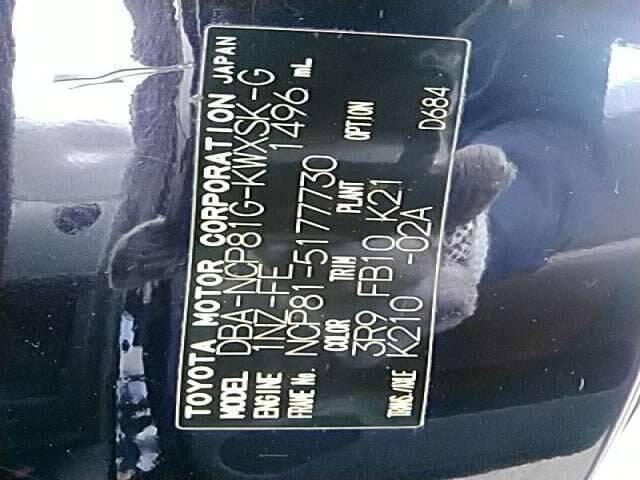 TOYOTA MOTOR CORPORATION JAPAN
MODEL DBA-NCP81G-KWXSK-G
ENGINE 1NZ-FE 1496 mL
FRAME No. NCP81-5177730
COLOR TRIM PLANT OPTION
3R9 FB10 K21
TRANS./AXLE K210 -02A
D684